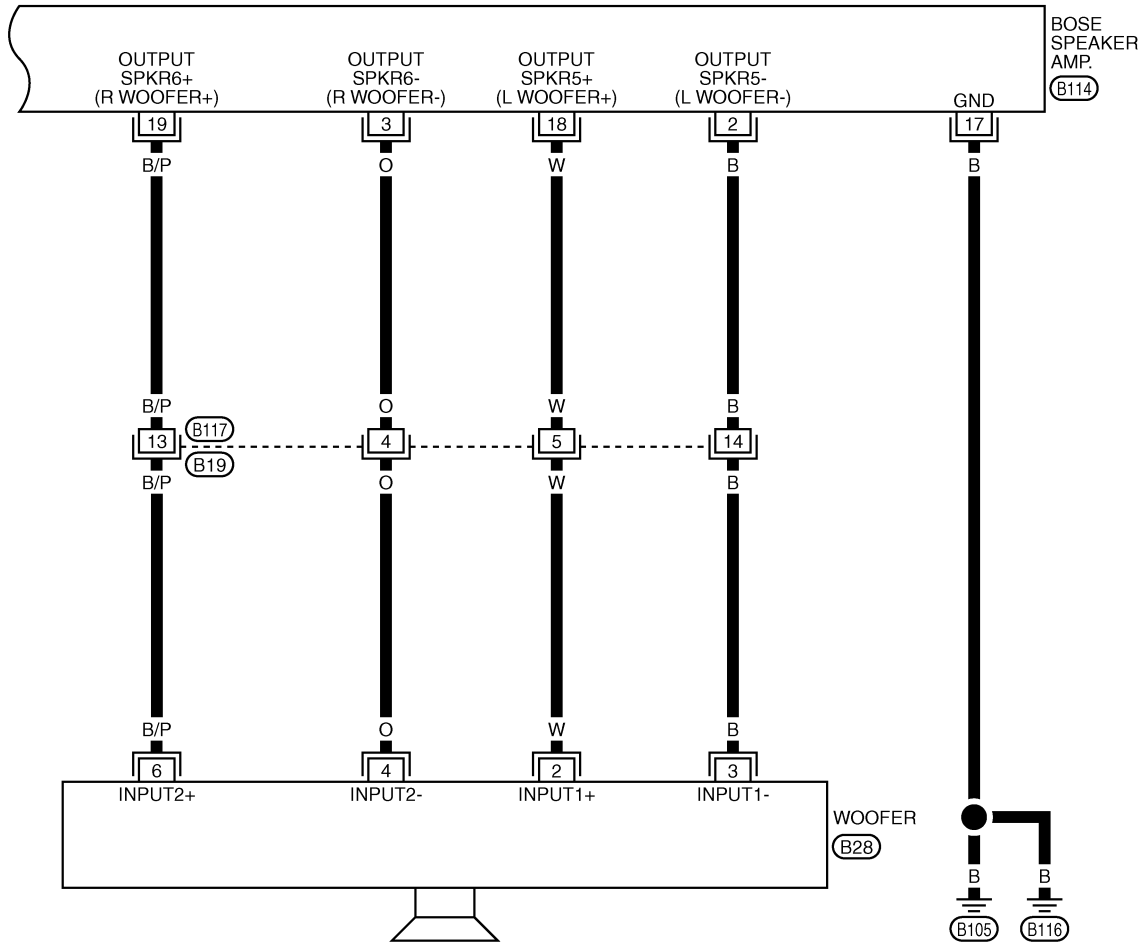 BOSE
SPEAKER
AMP.
B114
OUTPUT
SPKR6+
(R WOOFER+)
OUTPUT
SPKR6-
(R WOOFER-)
OUTPUT
SPKR5+
(L WOOFER+)
OUTPUT
SPKR5-
(L WOOFER-)
GND
19 3 18 2 17
B/P O W B B
B/P O W B
B117
13 4 5 14
B19
B/P O W B
B/P O W B
6 4 2 3
INPUT2+ INPUT2- INPUT1+ INPUT1-
WOOFER
B28
B B
B105 B116